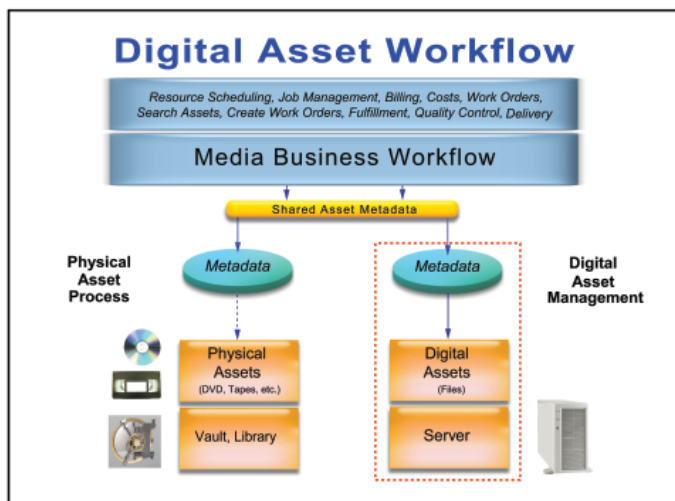 Digital Asset Workflow
Resource Scheduling, Job Management, Billing, Costs, Work Orders,
Search Assets, Create Work Orders, Fulfillment, Quality Control, Delivery
Media Business Workflow
Shared Asset Metadata
Physical
Asset
Process
Metadata
Metadata
Digital
Asset
Management
Physical
Assets
(DVD, Tapes, etc.)
Digital
Assets
(Files)
Vault, Library
Server